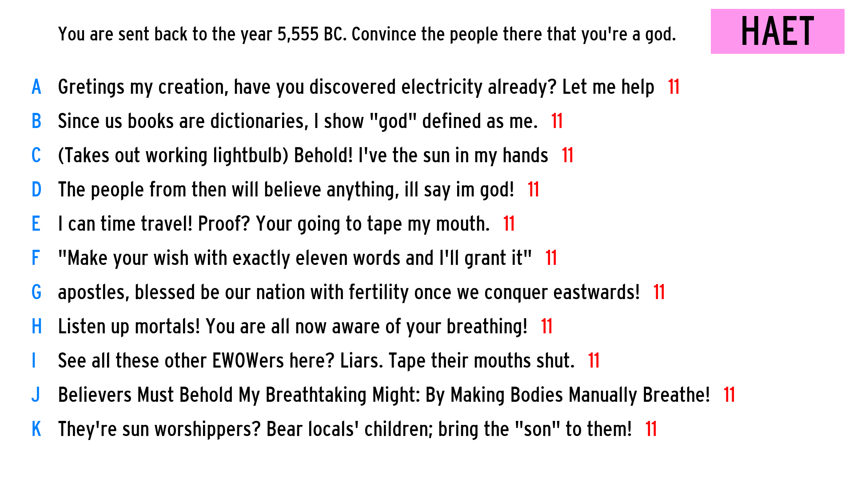 You are sent back to the year 5,555 BC. Convince the people there that you're a god.
HAET
A Gretings my creation, have you discovered electricity already? Let me help 11
B Since us books are dictionaries, I show "god" defined as me. 11
C (Takes out working lightbulb) Behold! I've the sun in my hands 11
D The people from then will believe anything, ill say im god! 11
E I can time travel! Proof? Your going to tape my mouth. 11
F "Make your wish with exactly eleven words and I'll grant it" 11
G apostles, blessed be our nation with fertility once we conquer eastwards! 11
H Listen up mortals! You are all now aware of your breathing! 11
I See all these other EWOWers here? Liars. Tape their mouths shut. 11
J Believers Must Behold My Breathtaking Might: By Making Bodies Manually Breathe! 11
K They're sun worshippers? Bear locals' children; bring the "son" to them! 11